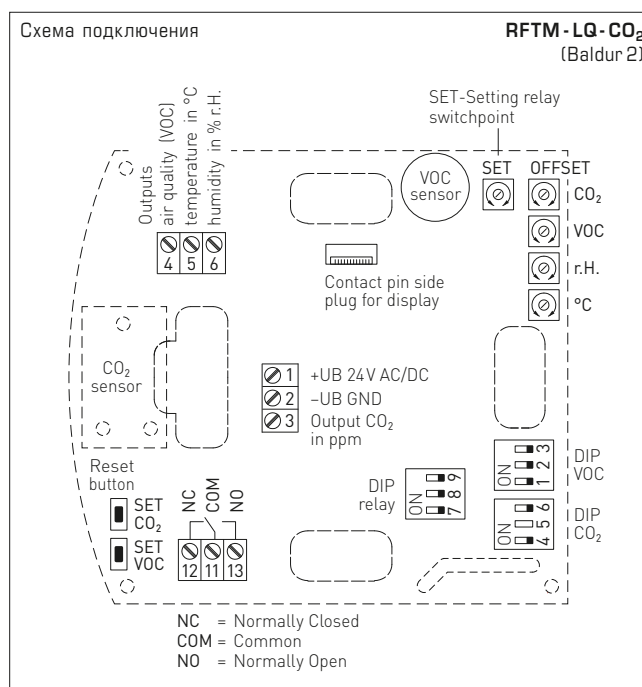 Схема подключения
RFTM - LQ - CO₂
(Baldur 2)
SET-Setting relay
switchpoint
Outputs
air quality (VOC)
temperature in °C
humidity in % r.H.
4 5 6
VOC
sensor
SET
OFFSET
CO₂
VOC
r.H.
°C
Contact pin side
plug for display
CO₂
sensor
1 +UB 24V AC/DC
2 –UB GND
3 Output CO₂
in ppm
Reset
button
SET
CO₂
SET
VOC
NC
COM
NO
12 11 13
DIP
relay
ON
7 8 9
ON
1 2 3
DIP
VOC
ON
4 5 6
DIP
CO₂
NC = Normally Closed
COM = Common
NO = Normally Open